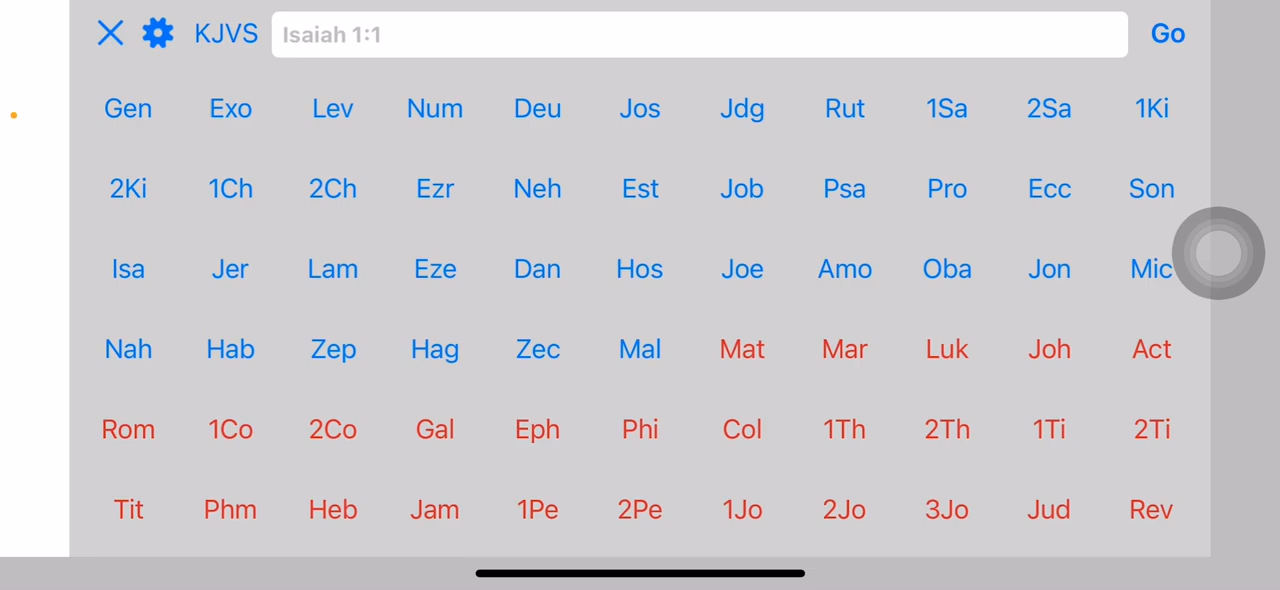 KJVS Isaiah 1:1 Go
Gen Exo Lev Num Deu Jos Jdg Rut 1Sa 2Sa 1Ki
2Ki 1Ch 2Ch Ezr Neh Est Job Psa Pro Ecc Son
Isa Jer Lam Eze Dan Hos Joe Amo Oba Jon Mic
Nah Hab Zep Hag Zec Mal Mat Mar Luk Joh Act
Rom 1Co 2Co Gal Eph Phi Col 1Th 2Th 1Ti 2Ti
Tit Phm Heb Jam 1Pe 2Pe 1Jo 2Jo 3Jo Jud Rev